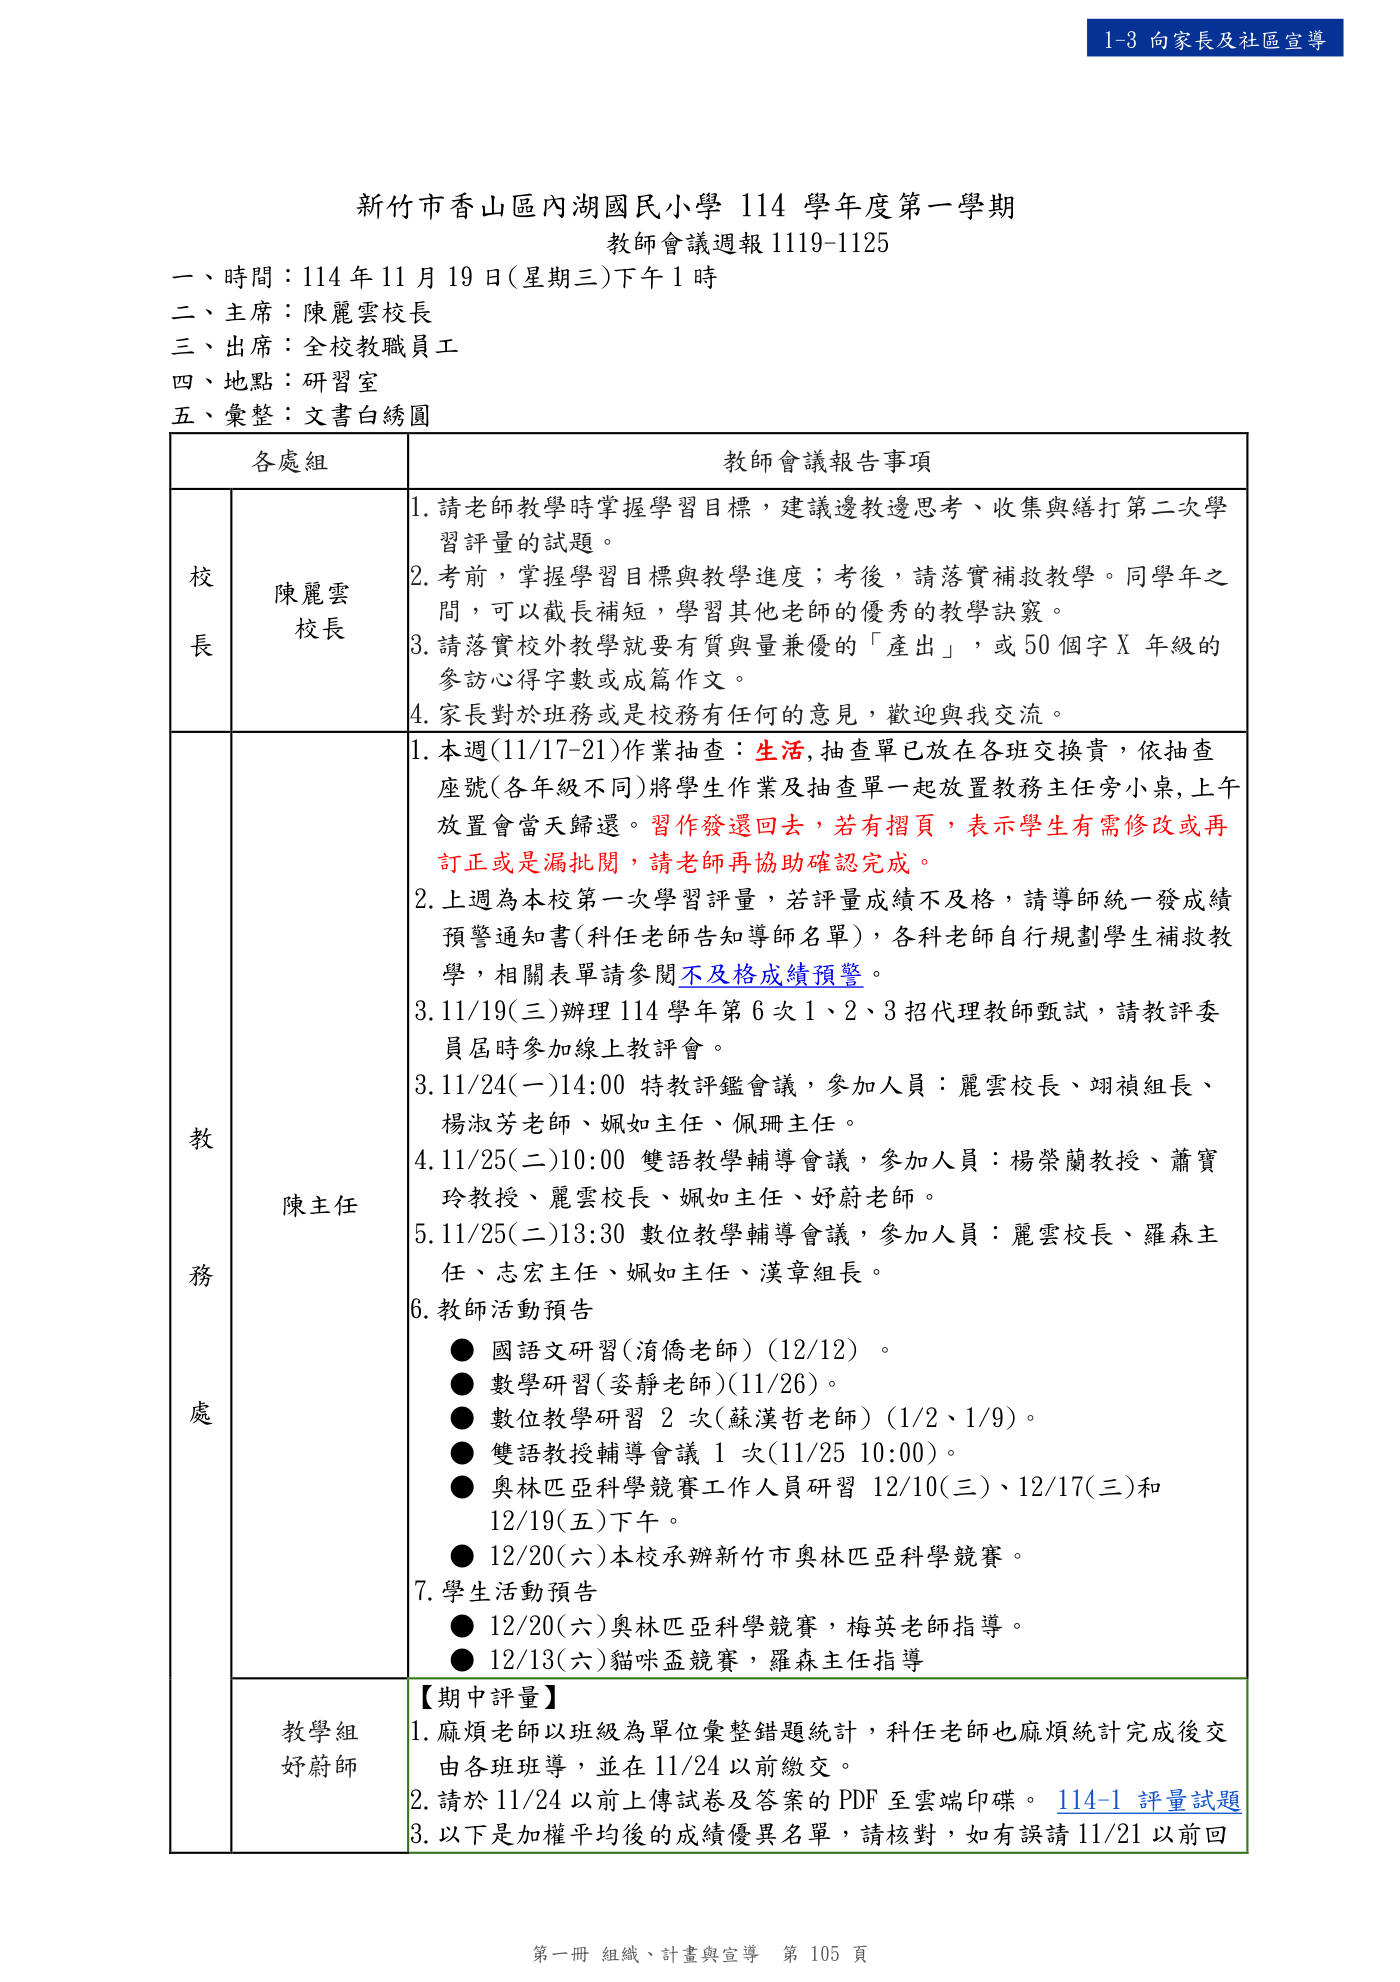 1-3 向家長及社區宣導
新竹市香山區內湖國民小學 114 學年度第一學期
教師會議週報 1119-1125
一、時間：114 年 11 月 19 日(星期三)下午 1 時
二、主席：陳麗雲校長
三、出席：全校教職員工
四、地點：研習室
五、彙整：文書白綉圓
各處組
教師會議報告事項
校
長
陳麗雲
校長
1. 請老師教學時掌握學習目標，建議邊教邊思考、收集與繕打第二次學
習評量的試題。
2. 考前，掌握學習目標與教學進度；考後，請落實補救教學。同學年之
間，可以截長補短，學習其他老師的優秀的教學訣竅。
3. 請落實校外教學就要有質與量兼優的「產出」，或 50 個字 X 年級的
參訪心得字數或成篇作文。
4. 家長對於班務或是校務有任何的意見，歡迎與我交流。
教
務
處
陳主任
1. 本週(11/17-21)作業抽查：生活,抽查單已放在各班交換貴，依抽查
座號(各年級不同)將學生作業及抽查單一起放置教務主任旁小桌,上午
放置會當天歸還。習作發還回去，若有摺頁，表示學生有需修改或再
訂正或是漏批閱，請老師再協助確認完成。
2. 上週為本校第一次學習評量，若評量成績不及格，請導師統一發成績
預警通知書(科任老師告知導師名單)，各科老師自行規劃學生補救教
學，相關表單請參閱不及格成績預警。
3. 11/19(三)辦理 114 學年第 6 次 1、2、3 招代理教師甄試，請教評委
員屆時參加線上教評會。
3. 11/24(一)14:00 特教評鑑會議，參加人員：麗雲校長、翊禎組長、
楊淑芳老師、姵如主任、佩珊主任。
4. 11/25(二)10:00 雙語教學輔導會議，參加人員：楊榮蘭教授、蕭寶
玲教授、麗雲校長、姵如主任、妤蔚老師。
5. 11/25(二)13:30 數位教學輔導會議，參加人員：麗雲校長、羅森主
任、志宏主任、姵如主任、漢章組長。
6. 教師活動預告
● 國語文研習(淯僑老師) (12/12) 。
● 數學研習(姿靜老師)(11/26)。
● 數位教學研習 2 次(蘇漢哲老師) (1/2、1/9)。
● 雙語教授輔導會議 1 次(11/25 10:00)。
● 奧林匹亞科學競賽工作人員研習 12/10(三)、12/17(三)和
12/19(五)下午。
● 12/20(六)本校承辦新竹市奧林匹亞科學競賽。
7. 學生活動預告
● 12/20(六)奧林匹亞科學競賽，梅英老師指導。
● 12/13(六)貓咪盃競賽，羅森主任指導
教學組
妤蔚師
【期中評量】
1. 麻煩老師以班級為單位彙整錯題統計，科任老師也麻煩統計完成後交
由各班班導，並在 11/24 以前繳交。
2. 請於 11/24 以前上傳試卷及答案的 PDF 至雲端印碟。 114-1 評量試題
3. 以下是加權平均後的成績優異名單，請核對，如有誤請 11/21 以前回
第一冊 組織、計畫與宣導 第 105 頁